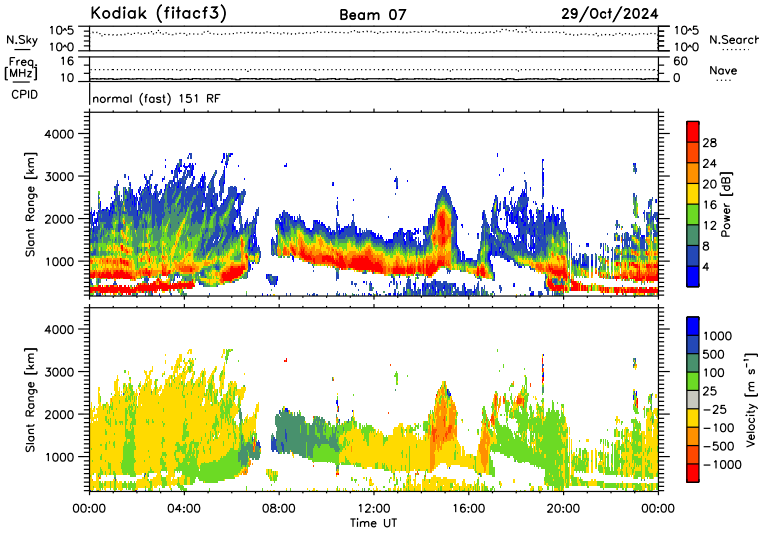 Kodiak (fitacf3) Beam 07 29/Oct/2024
N.Sky 10^5 10^0 10^5 10^0 N.Search
Freq. [MHz] 16 10 60 0 Nave
CPID normal (fast) 151 RF
Slant Range [km] 4000 3000 2000 1000
Power [dB] 28 24 20 16 12 8 4
Slant Range [km] 4000 3000 2000 1000
Velocity [m s⁻¹] 1000 500 100 25 −25 −100 −500 −1000
00:00 04:00 08:00 12:00 16:00 20:00 00:00
Time UT